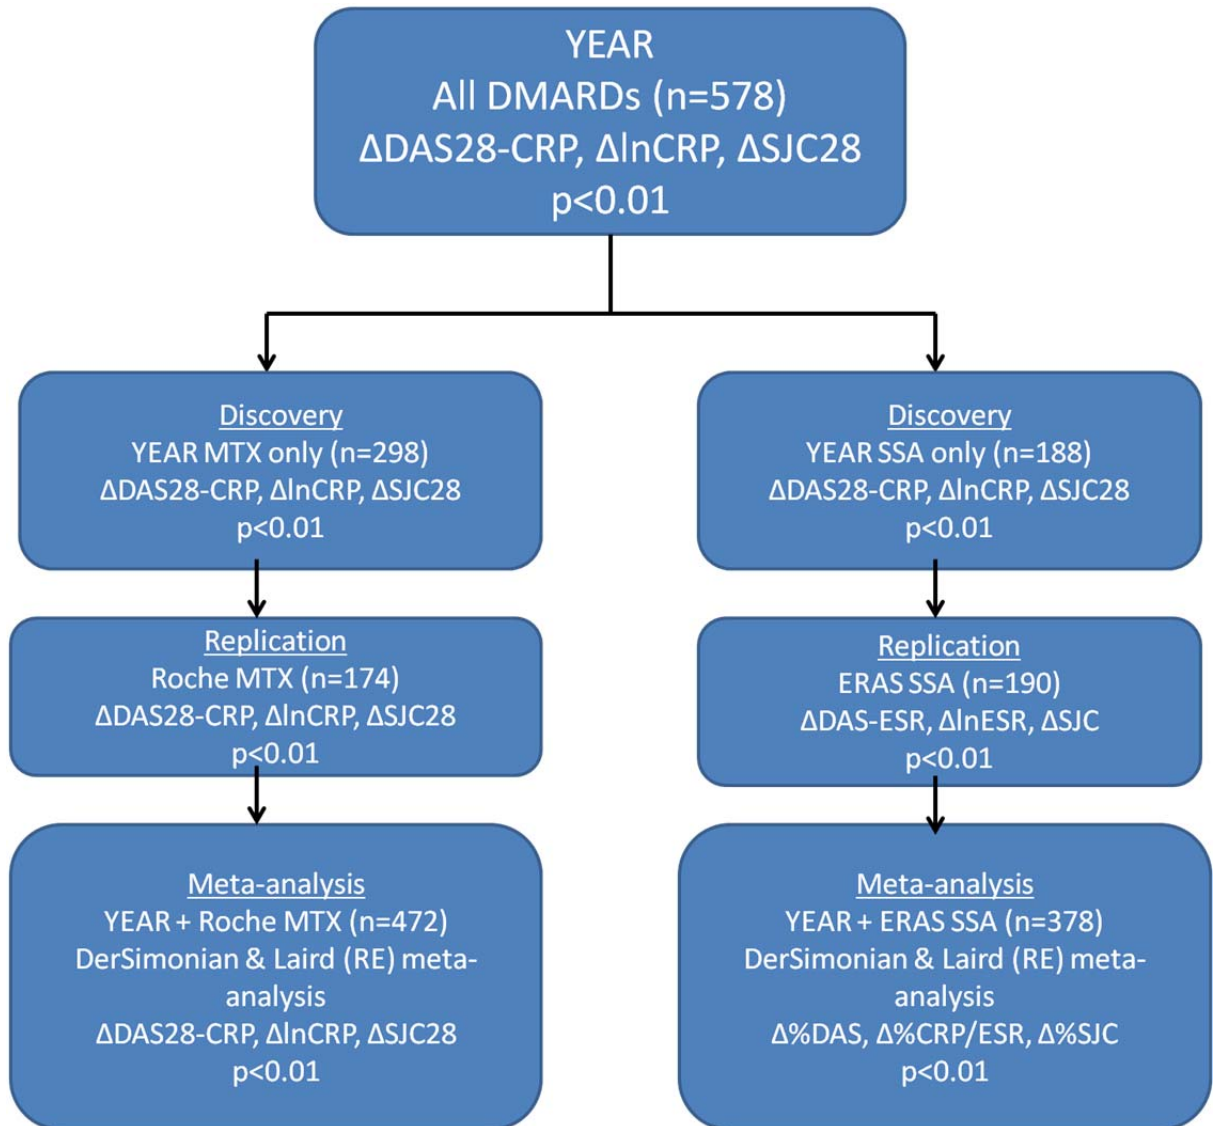 YEAR
All DMARDs (n=578)
ΔDAS28-CRP, ΔlnCRP, ΔSJC28
p<0.01
Discovery
YEAR MTX only (n=298)
ΔDAS28-CRP, ΔlnCRP, ΔSJC28
p<0.01
Discovery
YEAR SSA only (n=188)
ΔDAS28-CRP, ΔlnCRP, ΔSJC28
p<0.01
Replication
Roche MTX (n=174)
ΔDAS28-CRP, ΔlnCRP, ΔSJC28
p<0.01
Replication
ERAS SSA (n=190)
ΔDAS-ESR, ΔlnESR, ΔSJC
p<0.01
Meta-analysis
YEAR + Roche MTX (n=472)
DerSimonian & Laird (RE) meta-
analysis
ΔDAS28-CRP, ΔlnCRP, ΔSJC28
p<0.01
Meta-analysis
YEAR + ERAS SSA (n=378)
DerSimonian & Laird (RE) meta-
analysis
Δ%DAS, Δ%CRP/ESR, Δ%SJC
p<0.01